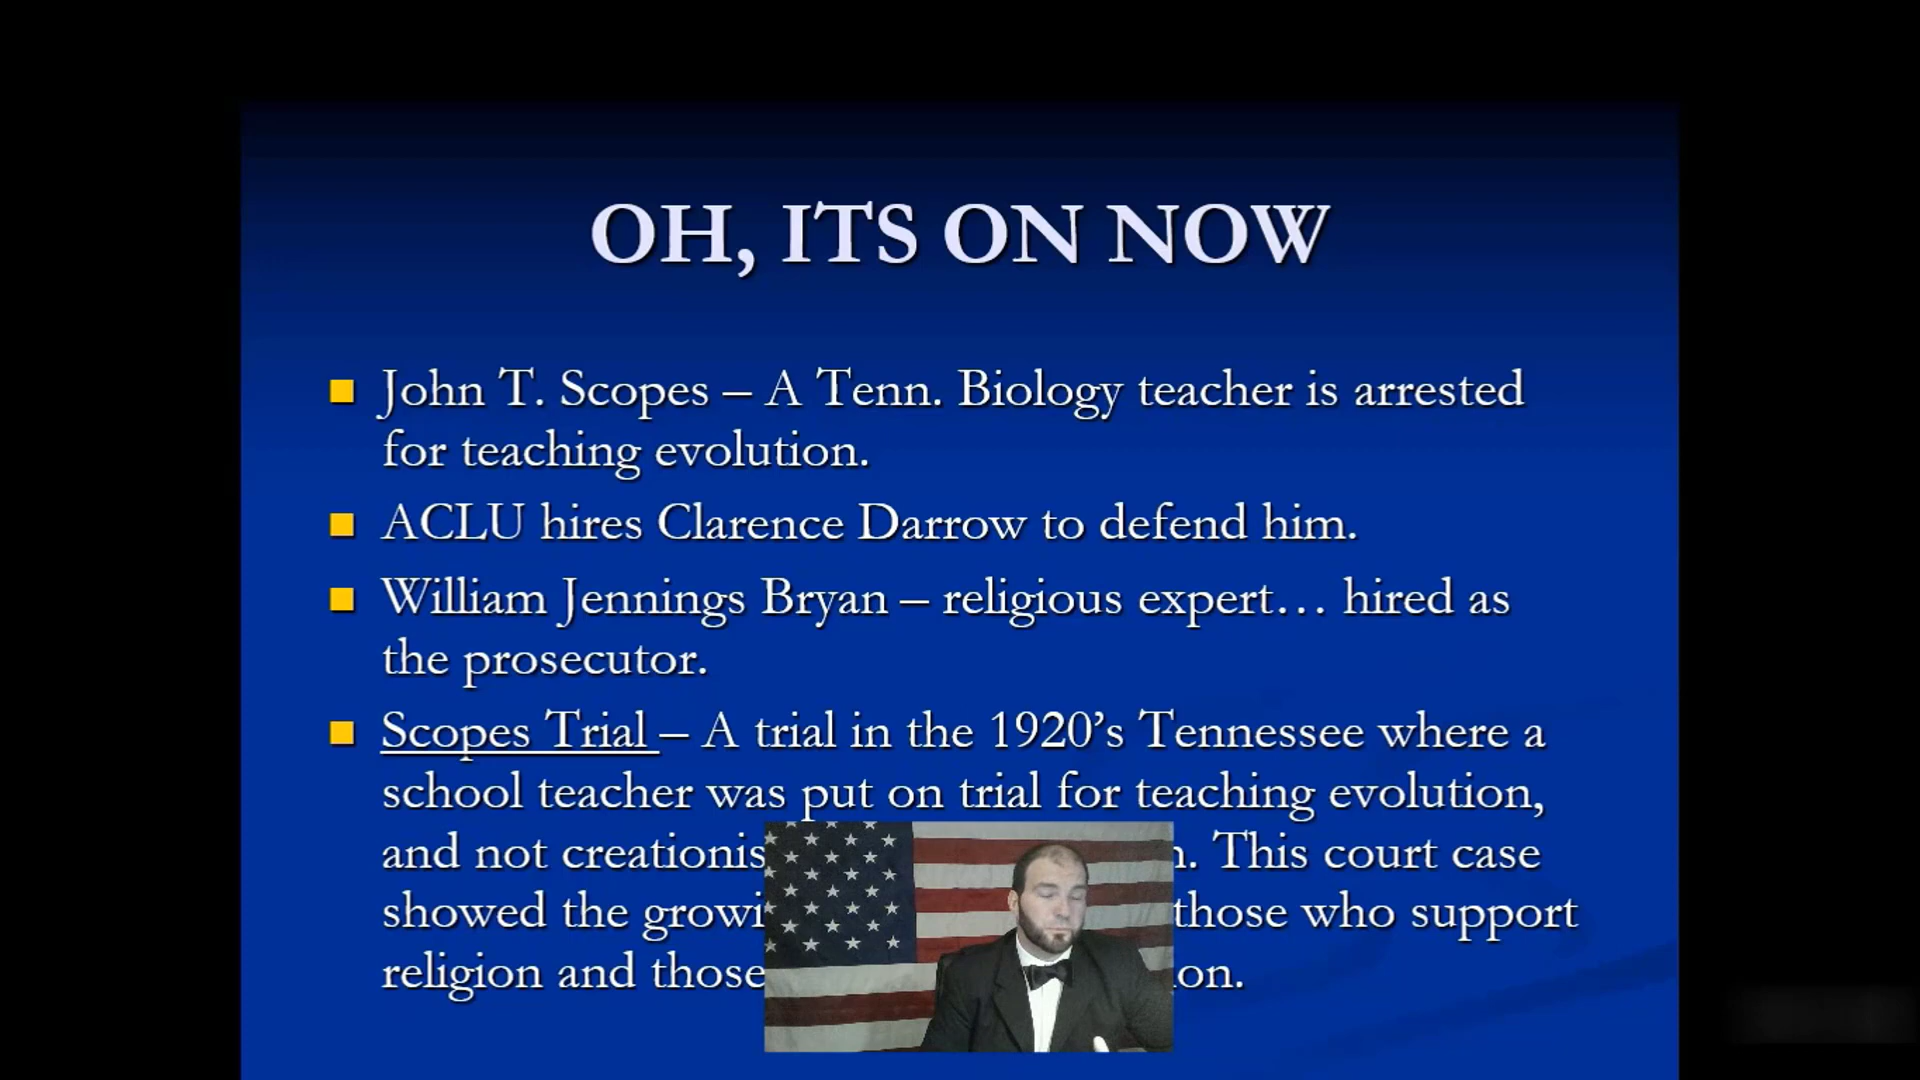 OH, ITS ON NOW
John T. Scopes – A Tenn. Biology teacher is arrested
for teaching evolution.
ACLU hires Clarence Darrow to defend him.
William Jennings Bryan – religious expert… hired as
the prosecutor.
Scopes Trial – A trial in the 1920’s Tennessee where a
school teacher was put on trial for teaching evolution,
and not This court case
showed the those who support
religion and those